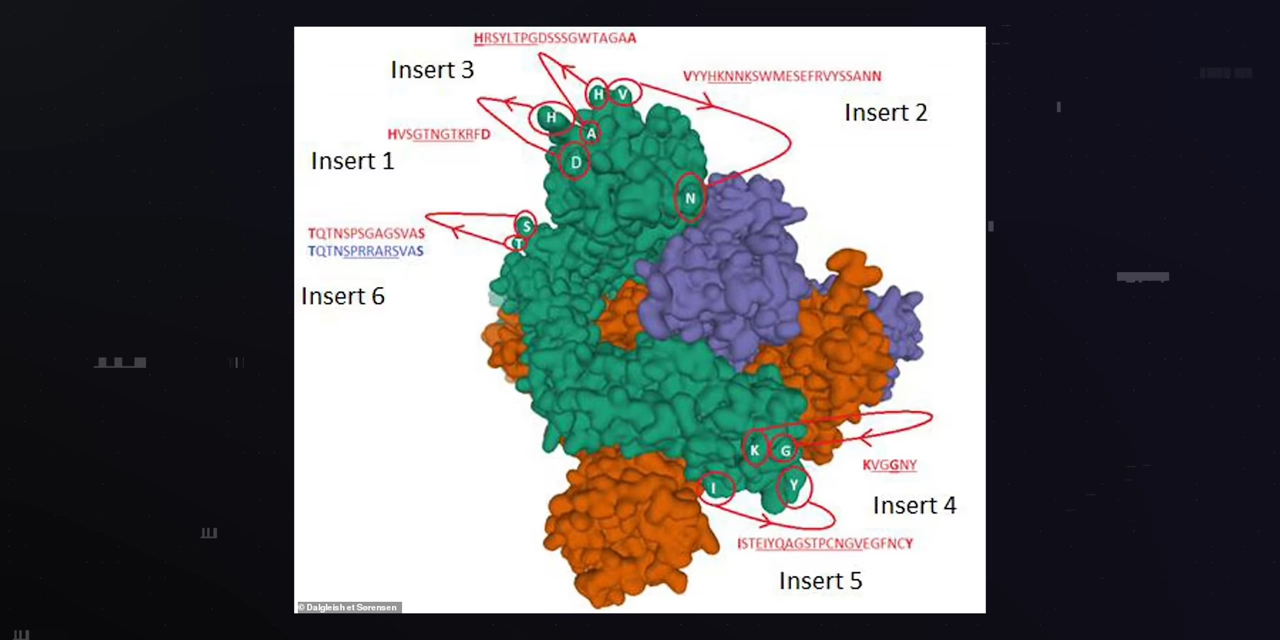 HRSYLTPGDSSSGWTAGAA
Insert 3
VYYHKNNKSWMESEFRVYSSANN
Insert 2
H V
H
A
HVSGTNGTKRFD
Insert 1
D
N
S
TQTNSPSGAGSVAS
T
TQTNSPRRARSVAS
Insert 6
K G
KVGGNY
Insert 4
I Y
ISTEIYQAGSTPCNGVEGFNCY
Insert 5
© Dalgleish et Sørensen